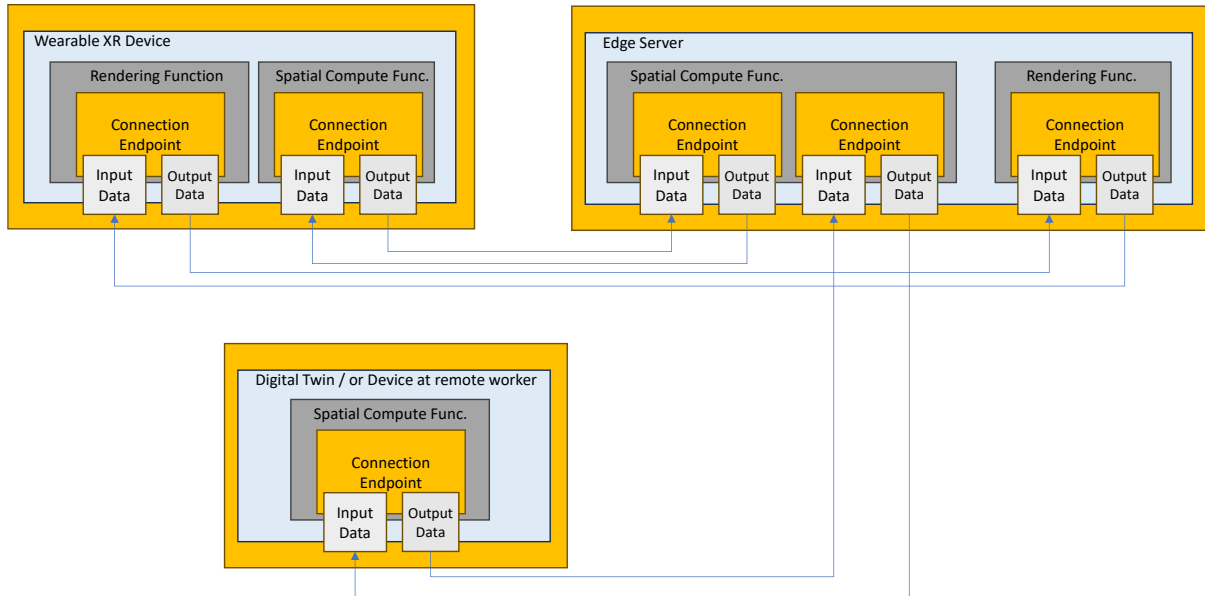 Wearable XR Device
Rendering Function
Connection
Endpoint
Input
Data
Output
Data
Spatial Compute Func.
Connection
Endpoint
Input
Data
Output
Data
Edge Server
Spatial Compute Func.
Connection
Endpoint
Input
Data
Output
Data
Connection
Endpoint
Input
Data
Output
Data
Rendering Func.
Connection
Endpoint
Input
Data
Output
Data
Digital Twin / or Device at remote worker
Spatial Compute Func.
Connection
Endpoint
Input
Data
Output
Data